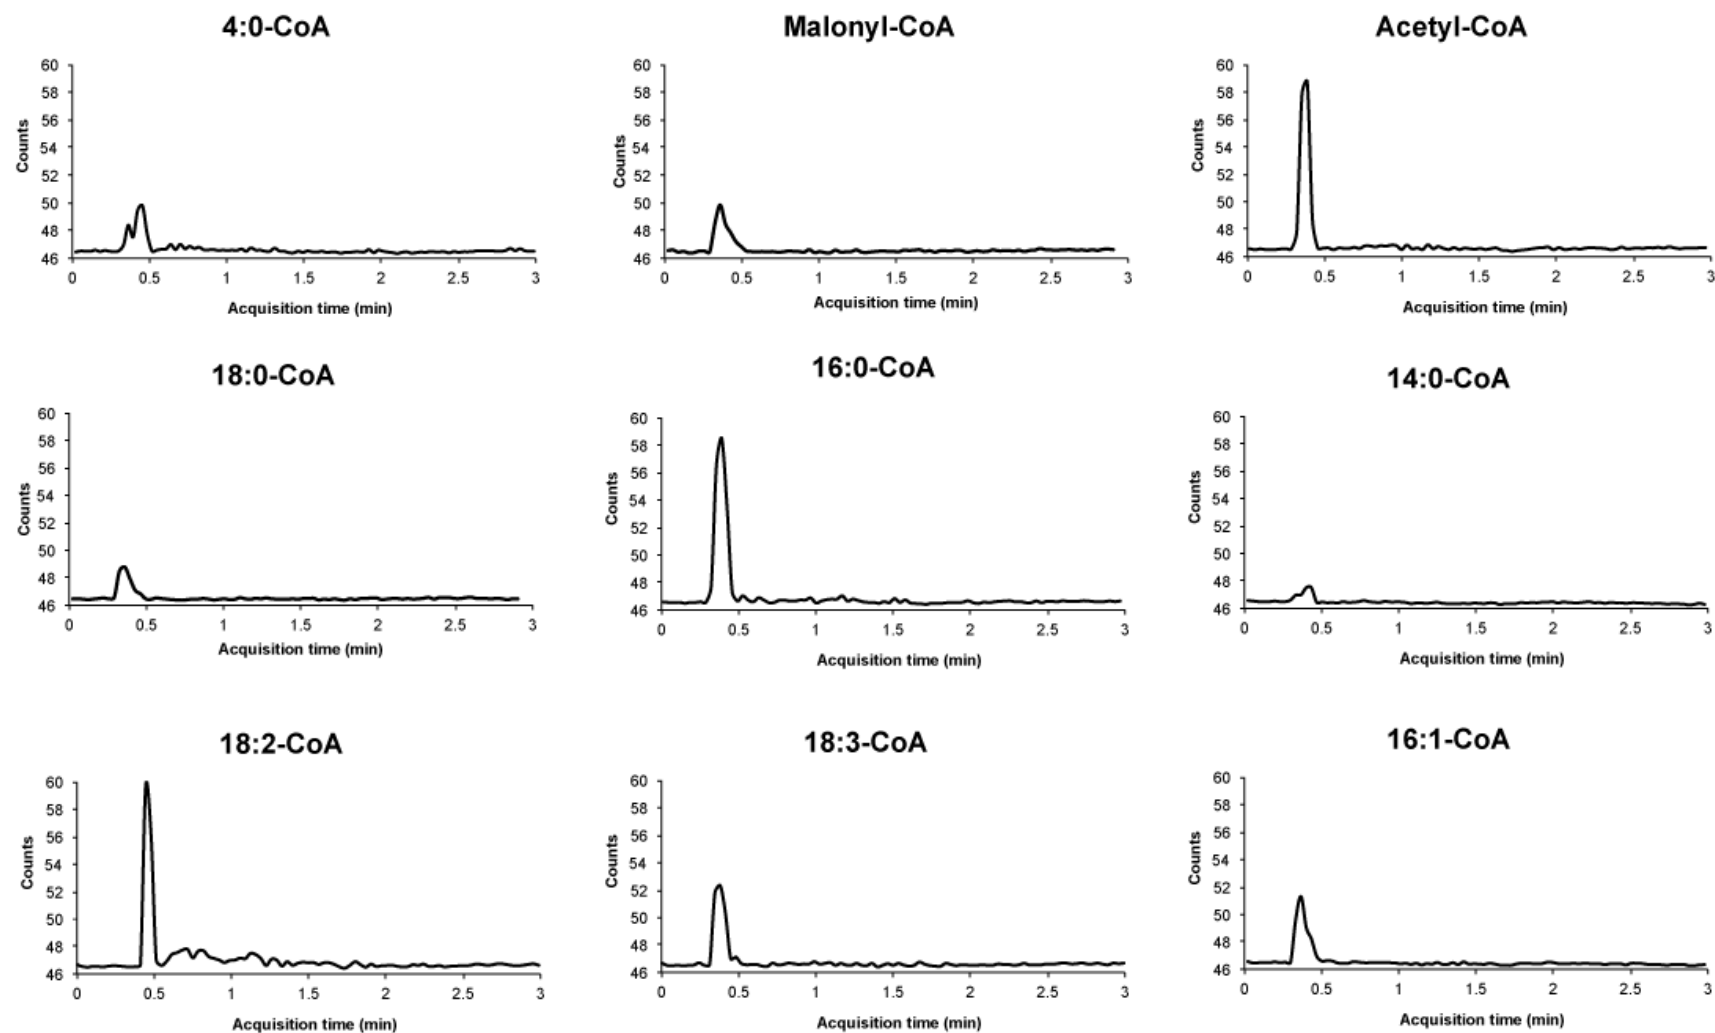 4:0-CoA
Malonyl-CoA
Acetyl-CoA
60
58
56
54
52
50
48
46
Counts
0 0.5 1 1.5 2 2.5 3
Acquisition time (min)
60
58
56
54
52
50
48
46
Counts
0 0.5 1 1.5 2 2.5 3
Acquisition time (min)
60
58
56
54
52
50
48
46
Counts
0 0.5 1 1.5 2 2.5 3
Acquisition time (min)
18:0-CoA
16:0-CoA
14:0-CoA
60
58
56
54
52
50
48
46
Counts
0 0.5 1 1.5 2 2.5 3
Acquisition time (min)
60
58
56
54
52
50
48
46
Counts
0 0.5 1 1.5 2 2.5 3
Acquisition time (min)
60
58
56
54
52
50
48
46
Counts
0 0.5 1 1.5 2 2.5 3
Acquisition time (min)
18:2-CoA
18:3-CoA
16:1-CoA
60
58
56
54
52
50
48
46
Counts
0 0.5 1 1.5 2 2.5 3
Acquisition time (min)
60
58
56
54
52
50
48
46
Counts
0 0.5 1 1.5 2 2.5 3
Acquisition time (min)
60
58
56
54
52
50
48
46
Counts
0 0.5 1 1.5 2 2.5 3
Acquisition time (min)